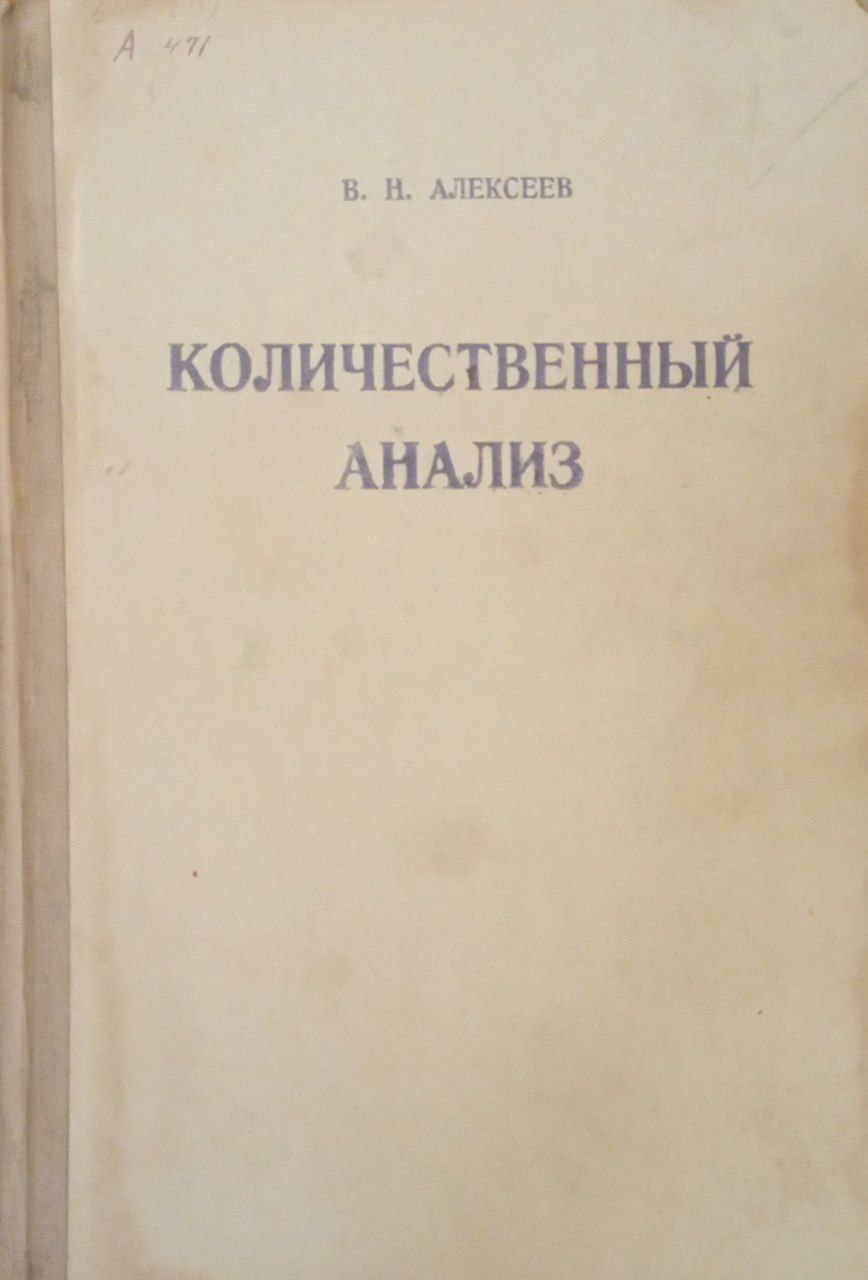 А 471
В. Н. АЛЕКСЕЕВ
КОЛИЧЕСТВЕННЫЙ
АНАЛИЗ